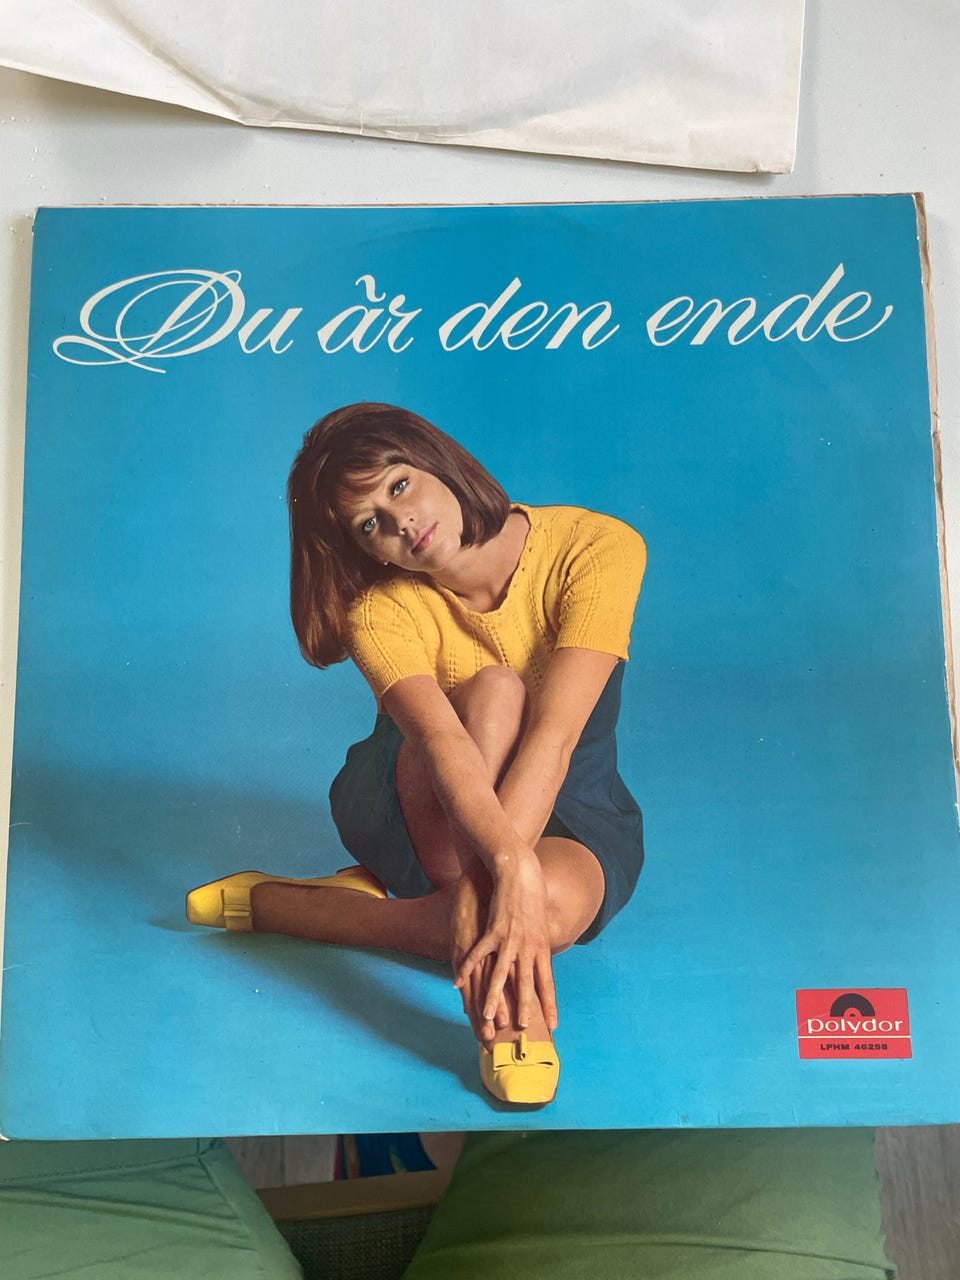 Du är den ende
polydor
LPHM 46258